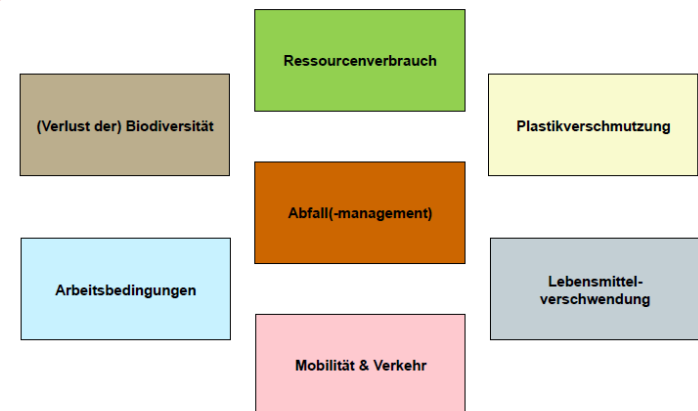 Ressourcenverbrauch
(Verlust der) Biodiversität
Plastikverschmutzung
Abfall(-management)
Arbeitsbedingungen
Lebensmittel-
verschwendung
Mobilität & Verkehr